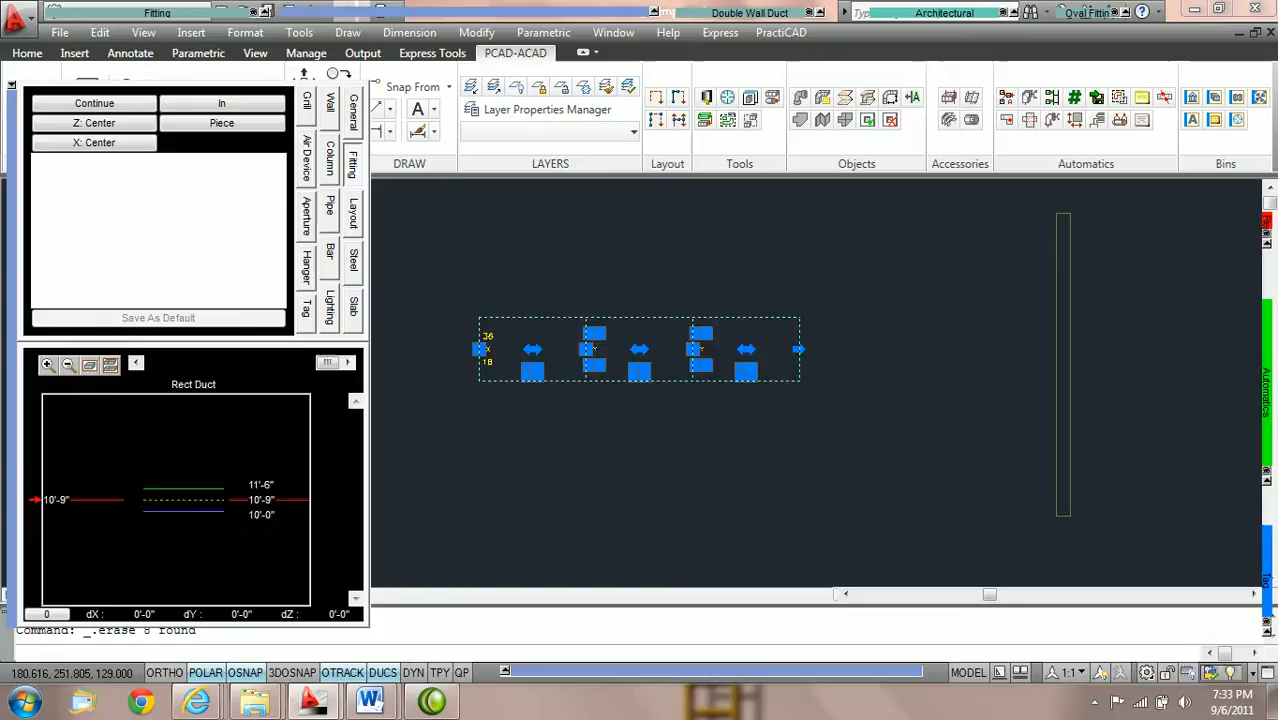 Fitting
Double Wall Duct
Architectural
Oval Fittin
File Edit View Insert Format Tools Draw Dimension Modify Parametric Window Help Express PractiCAD
Home Insert Annotate Parametric View Manage Output Express Tools PCAD-ACAD
Snap From
Layer Properties Manager
DRAW LAYERS Layout Tools Objects Accessories Automatics Bins
Continue In
Z: Center Piece
X: Center
Save As Default
Grill
Air Device
Aperture
Hanger
Tag
Wall
Column
Pipe
Bar
Lighting
General
Fitting
Layout
Steel
Slab
Rect Duct
11'-6"
10'-9" 10'-9"
10'-0"
0 dX : 0'-0" dY : 0'-0" dZ : 0'-0"
36
X
18
Automatics
Command: _.erase 8 found
180.616, 251.805, 129.000 ORTHO POLAR OSNAP 3DOSNAP OTRACK DUCS DYN TPY QP MODEL 1:1
7:33 PM
9/6/2011